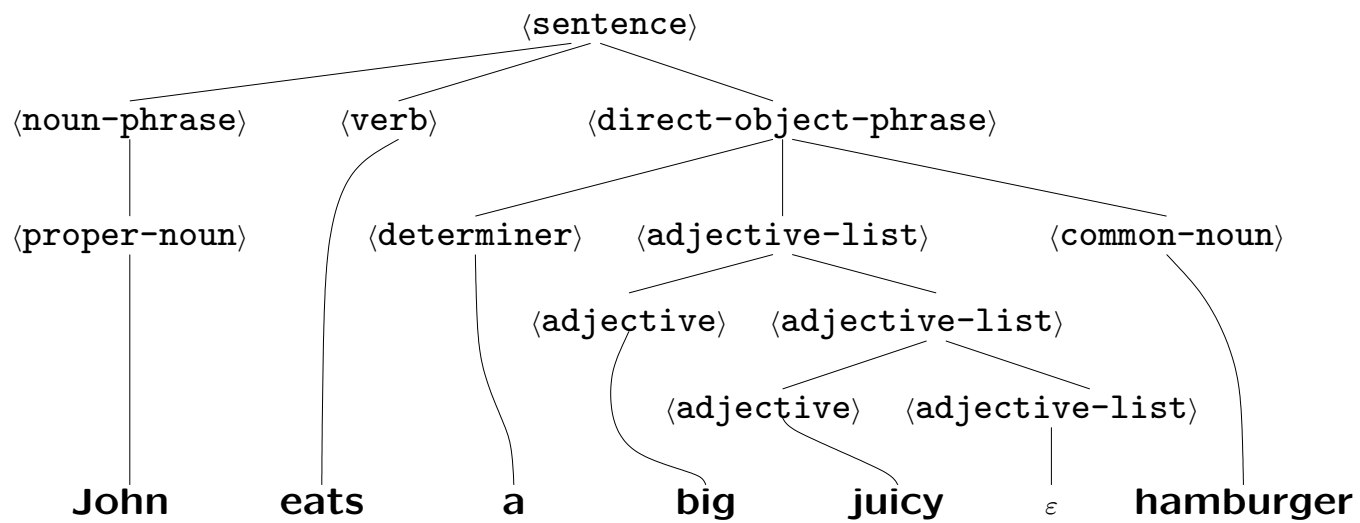 ⟨sentence⟩
⟨noun-phrase⟩ ⟨verb⟩ ⟨direct-object-phrase⟩
⟨proper-noun⟩ ⟨determiner⟩ ⟨adjective-list⟩ ⟨common-noun⟩
⟨adjective⟩ ⟨adjective-list⟩
⟨adjective⟩ ⟨adjective-list⟩
John eats a big juicy ε hamburger